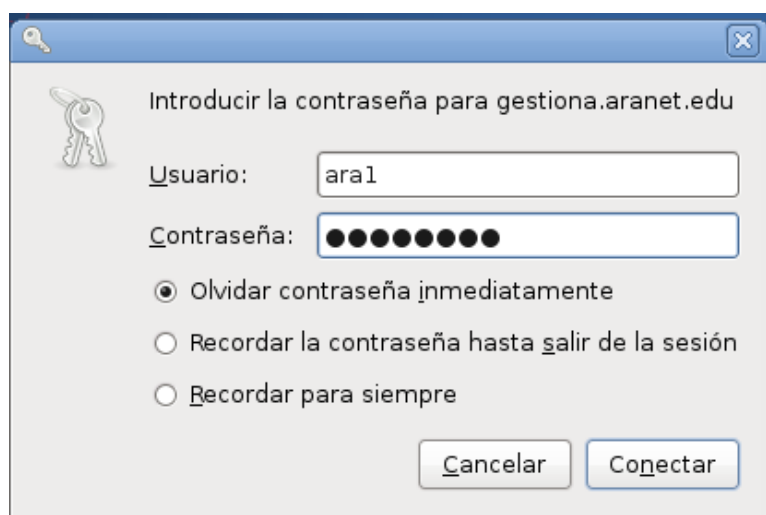 Introducir la contraseña para gestiona.aranet.edu
Usuario: ara1
Contraseña: ●●●●●●●●
Olvidar contraseña inmediatamente
Recordar la contraseña hasta salir de la sesión
Recordar para siempre
Cancelar Conectar